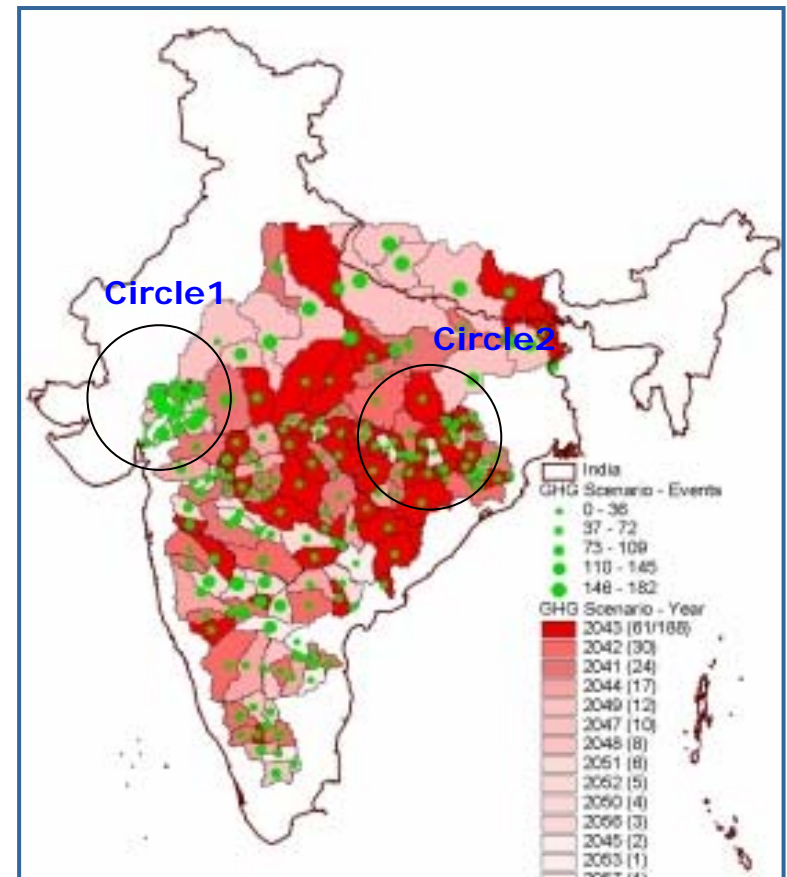 Circle1
Circle2
India
GHG Scenario - Events
0 - 36
37 - 72
73 - 109
110 - 145
146 - 182
GHG Scenario - Year
2043 (61/188)
2042 (30)
2041 (24)
2044 (17)
2049 (12)
2047 (10)
2048 (8)
2051 (6)
2052 (5)
2050 (4)
2056 (3)
2045 (2)
2053 (1)